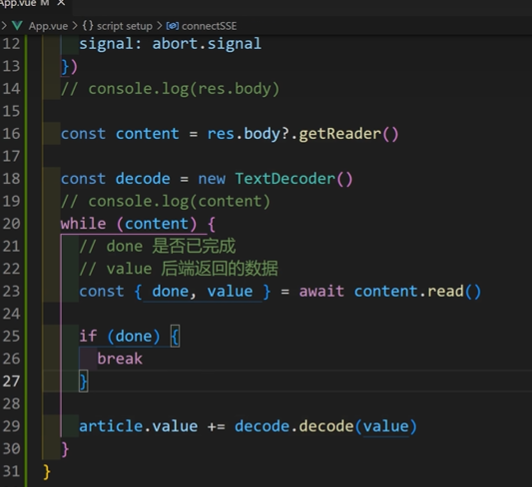 App.vue M X
> App.vue > {} script setup > connectSSE
12 signal: abort.signal
13 })
14 // console.log(res.body)
15
16 const content = res.body?.getReader()
17
18 const decode = new TextDecoder()
19 // console.log(content)
20 while (content) {
21 // done 是否已完成
22 // value 后端返回的数据
23 const { done, value } = await content.read()
24
25 if (done) {
26 break
27 }
28
29 article.value += decode.decode(value)
30 }
31 }